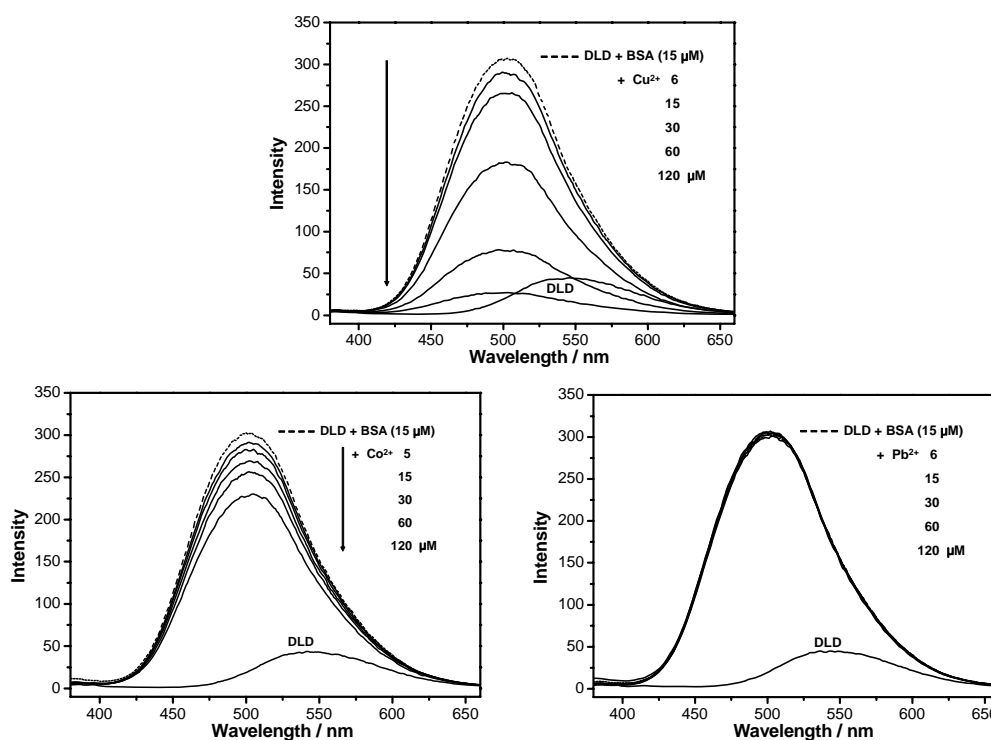 350
300
250
200
150
100
50
0
Intensity
DLD + BSA (15 µM)
+ Cu²⁺ 6
15
30
60
120 µM
DLD
400 450 500 550 600 650
Wavelength / nm
350
300
250
200
150
100
50
0
Intensity
DLD + BSA (15 µM)
+ Co²⁺ 5
15
30
60
120 µM
DLD
400 450 500 550 600 650
Wavelength / nm
350
300
250
200
150
100
50
0
Intensity
DLD + BSA (15 µM)
+ Pb²⁺ 6
15
30
60
120 µM
DLD
400 450 500 550 600 650
Wavelength / nm